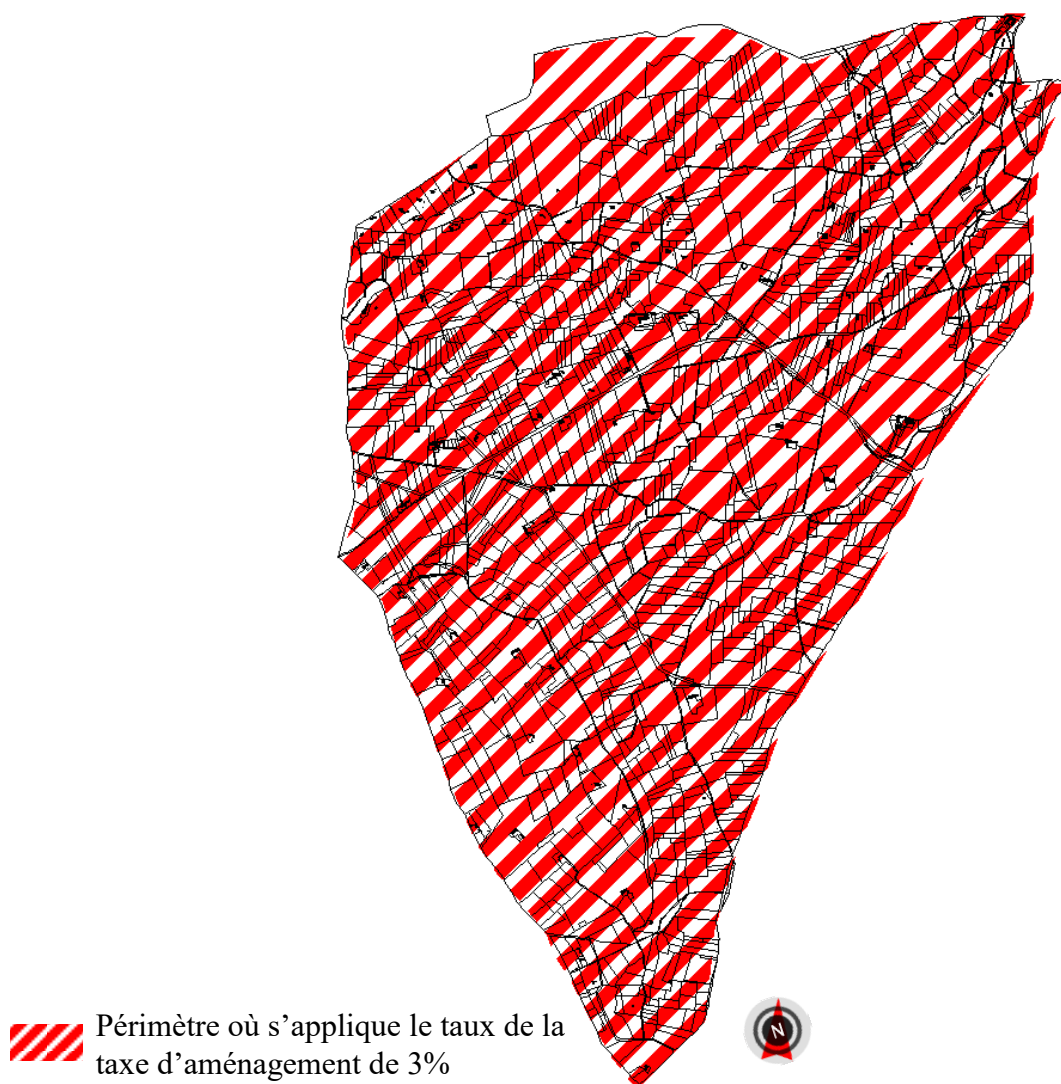 Périmètre où s’applique le taux de la
taxe d’aménagement de 3%
N